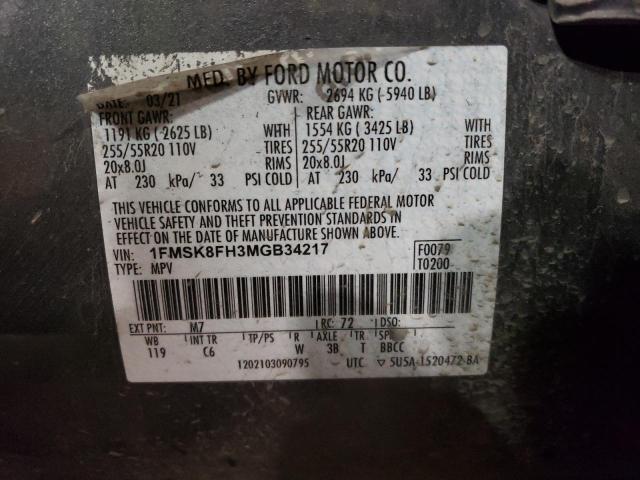 MFD. BY FORD MOTOR CO.
DATE: 03/21 GVWR: 2694 KG ( 5940 LB)
FRONT GAWR: REAR GAWR:
1191 KG ( 2625 LB) WITH 1554 KG ( 3425 LB) WITH
255/55R20 110V TIRES 255/55R20 110V TIRES
20x8.0J RIMS 20x8.0J RIMS
AT 230 kPa/ 33 PSI COLD AT 230 kPa/ 33 PSI COLD
THIS VEHICLE CONFORMS TO ALL APPLICABLE FEDERAL MOTOR
VEHICLE SAFETY AND THEFT PREVENTION STANDARDS IN
EFFECT ON THE DATE OF MANUFACTURE SHOWN ABOVE.
VIN: 1FMSK8FH3MGB34217 F0079
TYPE: MPV T0200
EXT PNT: M7 RC: 72 DSO:
WB INT TR TP/PS R AXLE TR SPR
119 C6 W 3B T BBCC
1202103090795 UTC ▽ 5U5A-1520472-BA